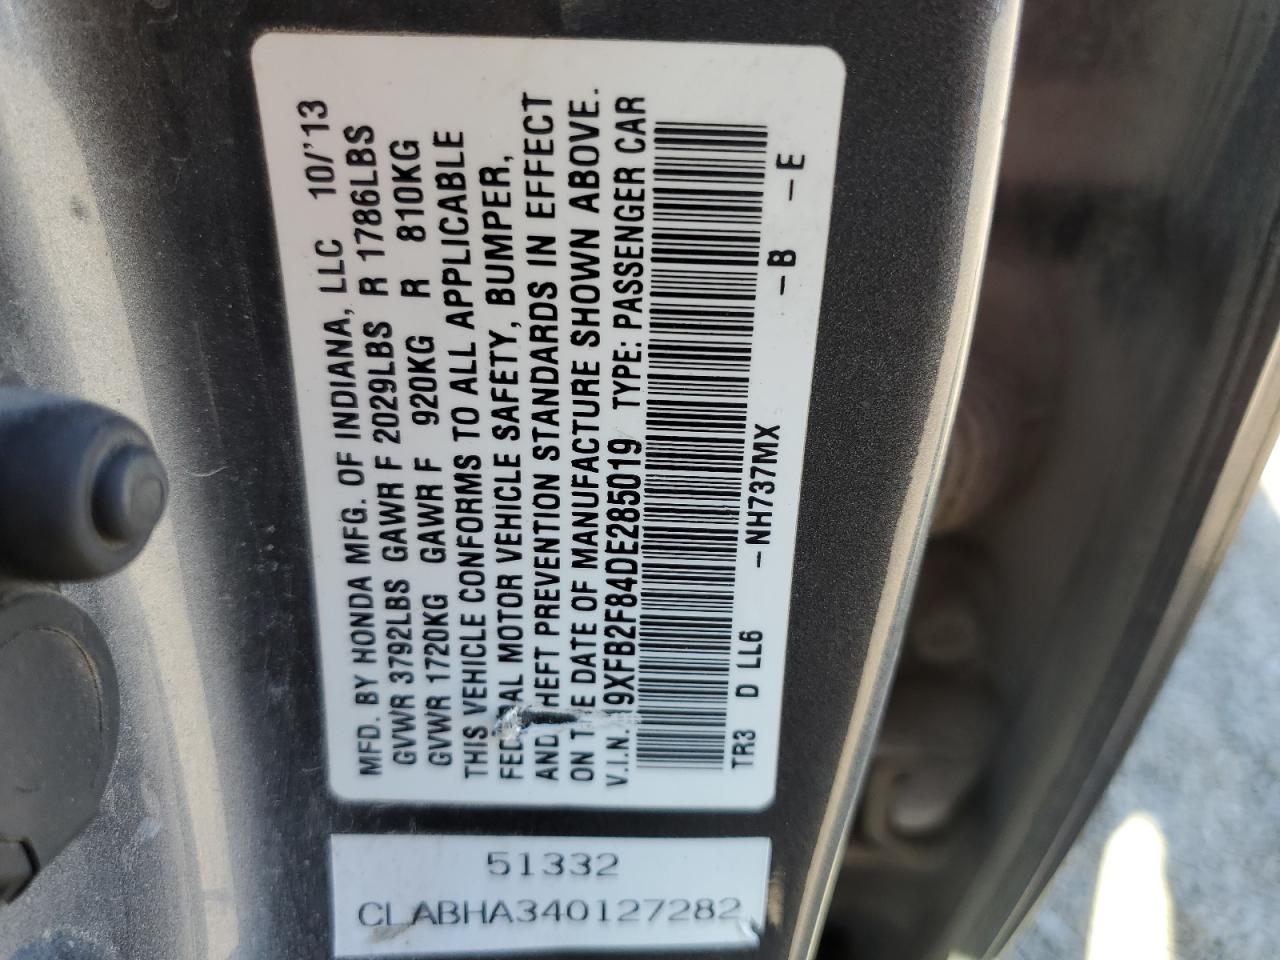 MFD. BY HONDA MFG. OF INDIANA, LLC 10/'13
GVWR 3792LBS GAWR F 2029LBS R 1786LBS
GVWR 1720KG GAWR F 920KG R 810KG
THIS VEHICLE CONFORMS TO ALL APPLICABLE
FEDERAL MOTOR VEHICLE SAFETY, BUMPER,
AND THEFT PREVENTION STANDARDS IN EFFECT
ON THE DATE OF MANUFACTURE SHOWN ABOVE.
V.I.N. 19XFB2F84DE285019 TYPE: PASSENGER CAR
TR3 D LL6 -NH737MX -B -E
51332
CLABHA340127282